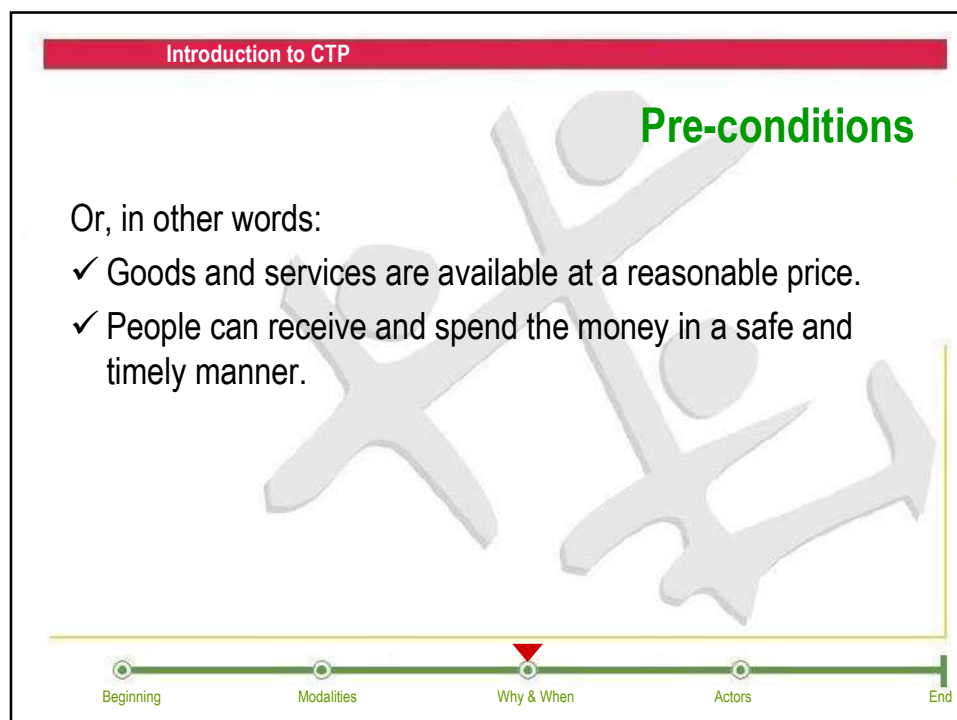 Introduction to CTP
Pre-conditions
Or, in other words:
✓ Goods and services are available at a reasonable price.
✓ People can receive and spend the money in a safe and
timely manner.
Beginning
Modalities
Why & When
Actors
End